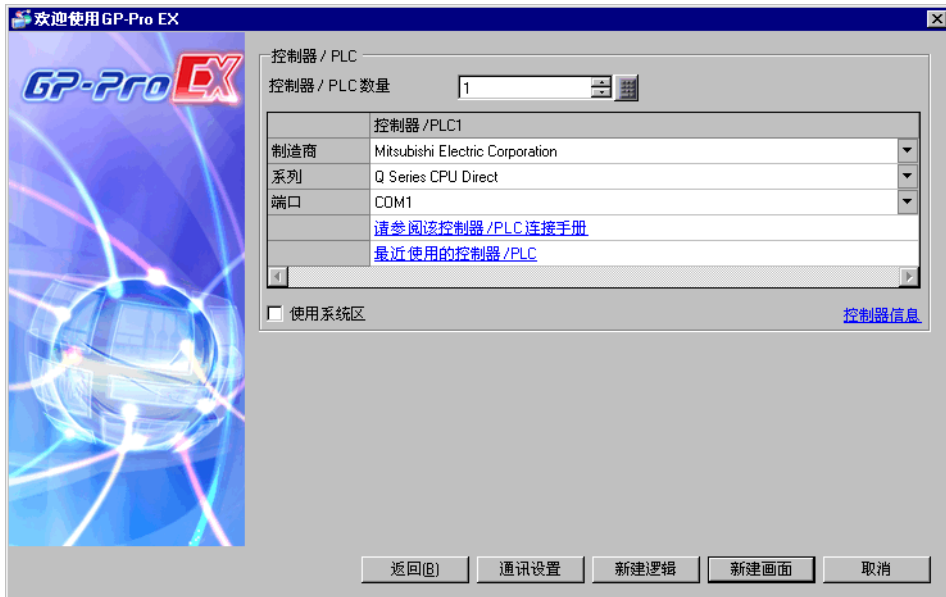 欢迎使用GP-Pro EX
GP-Pro EX
控制器 / PLC
控制器 / PLC 数量 1
控制器 /PLC1
制造商 Mitsubishi Electric Corporation
系列 Q Series CPU Direct
端口 COM1
请参阅该控制器 /PLC 连接手册
最近使用的控制器 /PLC
使用系统区 控制器信息
返回(B) 通讯设置 新建逻辑 新建画面 取消